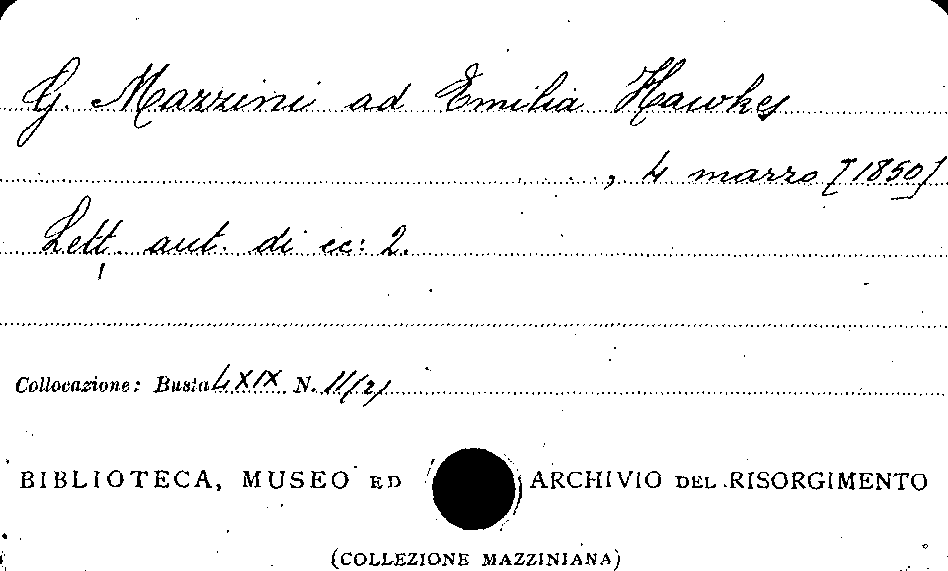 G. Mazzini ad Emilia Hawkes
, 4 marzo [1850]
Lett. aut. di cc: 2.
Collocazione: Busta LXIX N. 11/(2)
BIBLIOTECA, MUSEO ED ARCHIVIO DEL RISORGIMENTO
(COLLEZIONE MAZZINIANA)